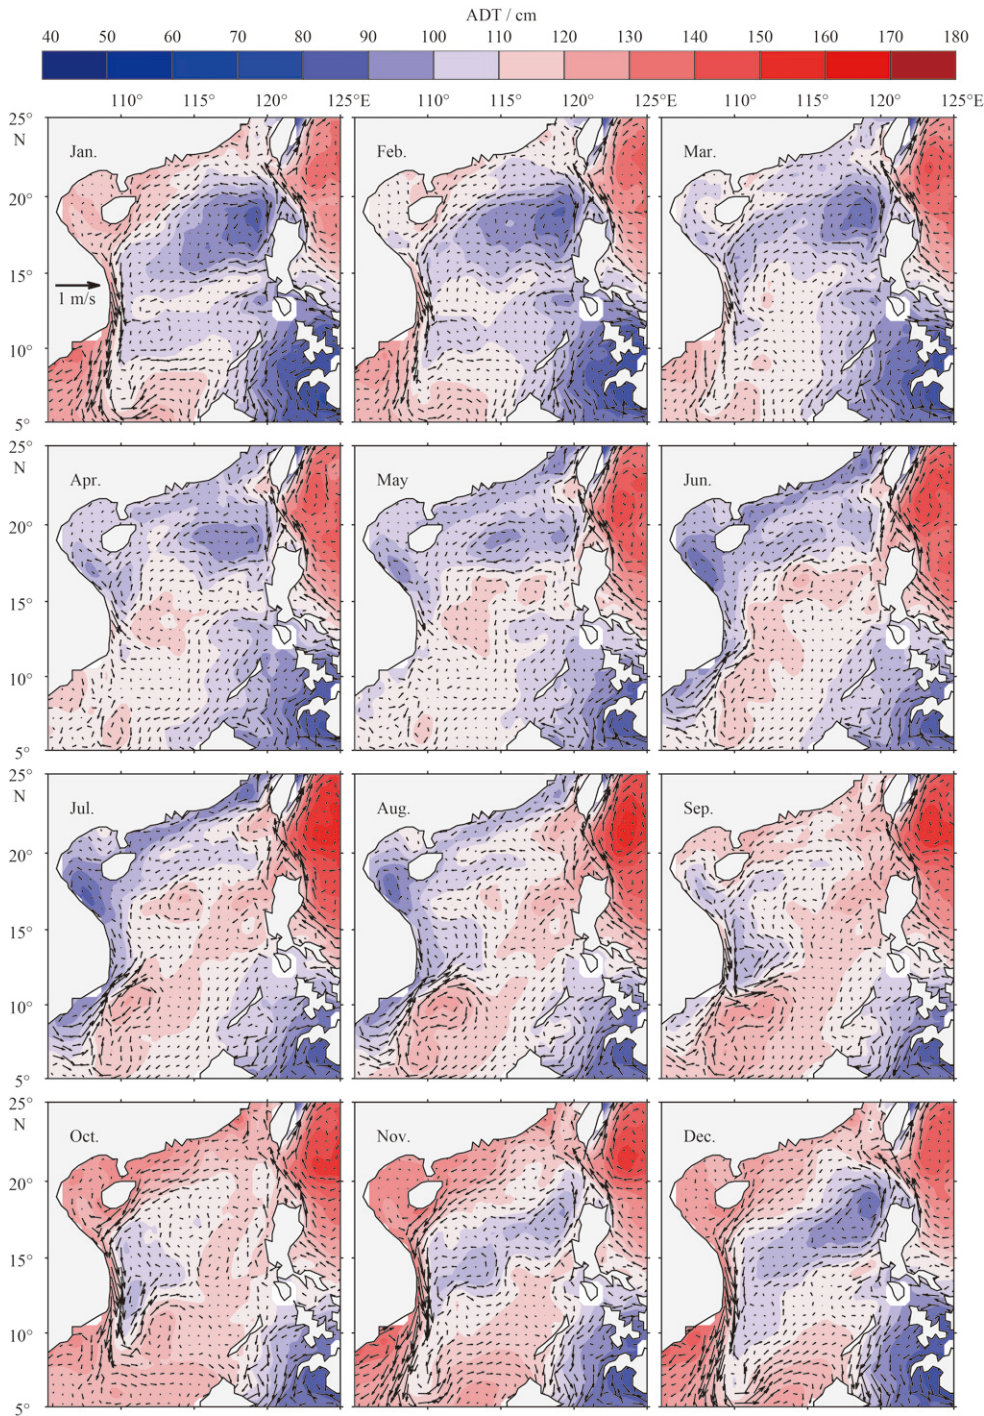 ADT / cm
40 50 60 70 80 90 100 110 120 130 140 150 160 170 180
110° 115° 120° 125°E 110° 115° 120° 125°E 110° 115° 120° 125°E
25°
N
Jan. Feb. Mar.
20°
15°
1 m/s
10°
5°
25°
N
Apr. May Jun.
20°
15°
10°
5°
25°
N
Jul. Aug. Sep.
20°
15°
10°
5°
25°
N
Oct. Nov. Dec.
20°
15°
10°
5°